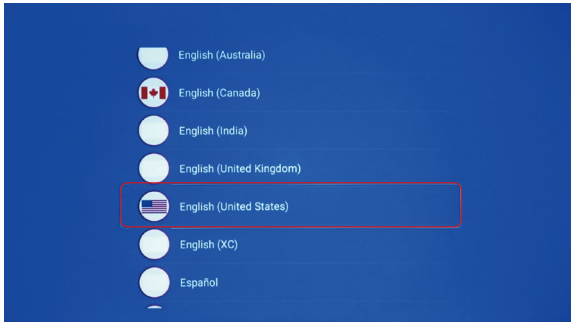 English (Australia)
English (Canada)
English (India)
English (United Kingdom)
English (United States)
English (XC)
Español